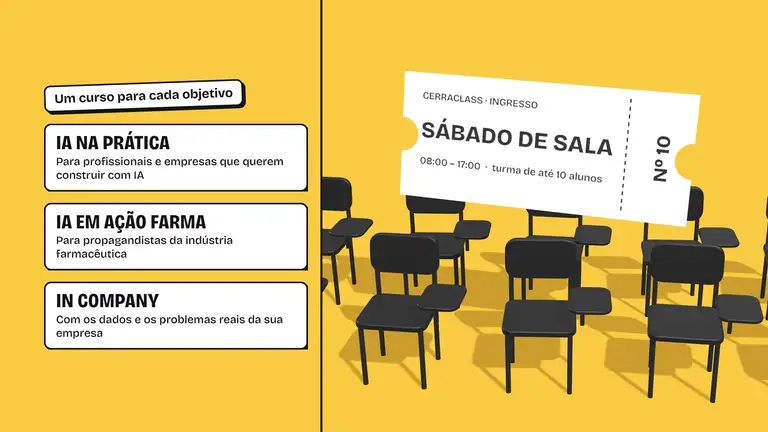 Um curso para cada objetivo
IA NA PRÁTICA
Para profissionais e empresas que querem
construir com IA
IA EM AÇÃO FARMA
Para propagandistas da indústria
farmacêutica
IN COMPANY
Com os dados e os problemas reais da sua
empresa
CERRACLASS · INGRESSO
SÁBADO DE SALA
08:00 – 17:00 · turma de até 10 alunos
Nº 10